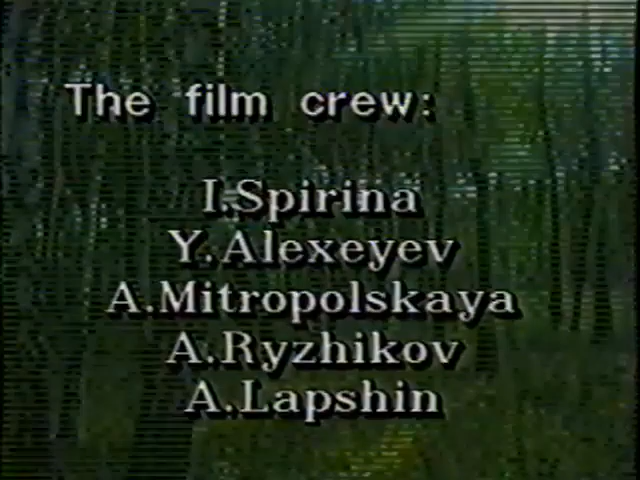 The film crew:
I.Spirina
Y.Alexeyev
A.Mitropolskaya
A.Ryzhikov
A.Lapshin